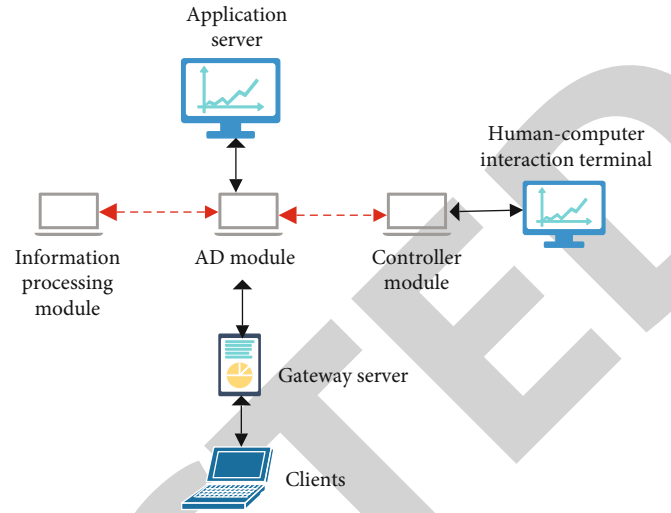 Application
server
Human-computer
interaction terminal
Information
processing
module
AD module
Controller
module
Gateway server
Clients